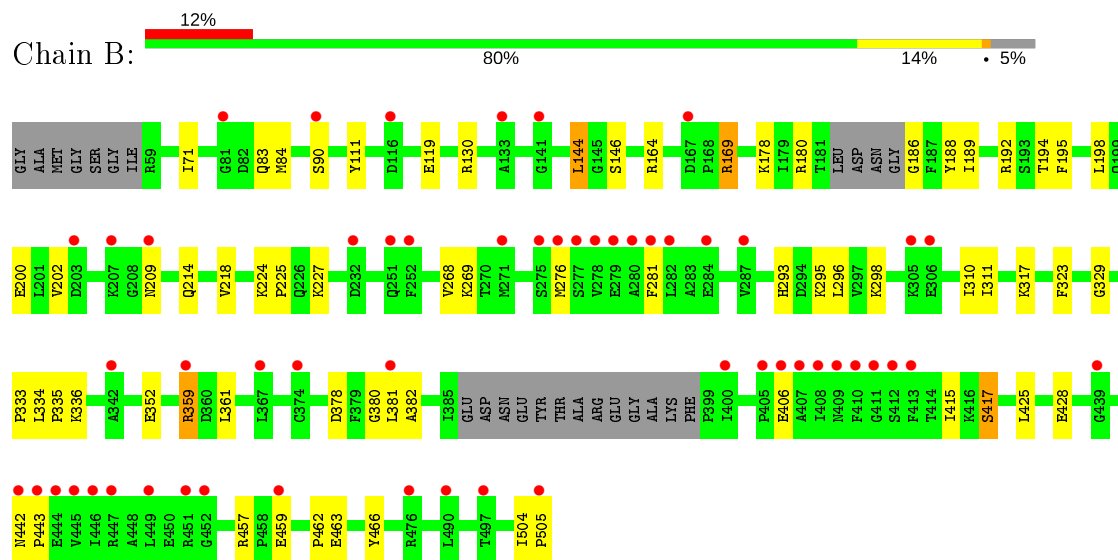 12%
Chain B:
80% 14% • 5%
GLY ALA MET GLY SER GLY ILE R59 I71 G81 D82 Q83 M84 S90 Y111 D116 E119 R130 A133 G141 L144 G145 S146 R164 D167 P168 R169 K178 I179 R180 T181 LEU ASP ASN GLY G186 F187 Y188 I189 R192 S193 T194 F195 L198 Q199
E200 L201 V202 D203 K207 G208 N209 Q214 V218 K224 P225 Q226 K227 D232 Q251 F252 V268 K269 T270 M271 S275 M276 S277 V278 E279 A280 F281 L282 A283 E284 V287 H293 D294 K295 L296 V297 K298 K305 E306 I310 I311 K317 F323 G329
P333 L334 P335 K336 A342 E352 R359 D360 L361 L367 C374 D378 F379 G380 L381 A382 I385 GLU ASP ASN GLU TYR THR ALA ARG GLU GLY ALA LYS PHE P399 I400 P405 E406 A407 I408 N409 F410 G411 S412 F413 T414 I415 K416 S417 L425 E428 G439
N442 P443 E444 V445 I446 R447 A448 L449 E450 R451 G452 R457 P458 E459 P462 E463 Y466 R476 L490 T497 I504 P505